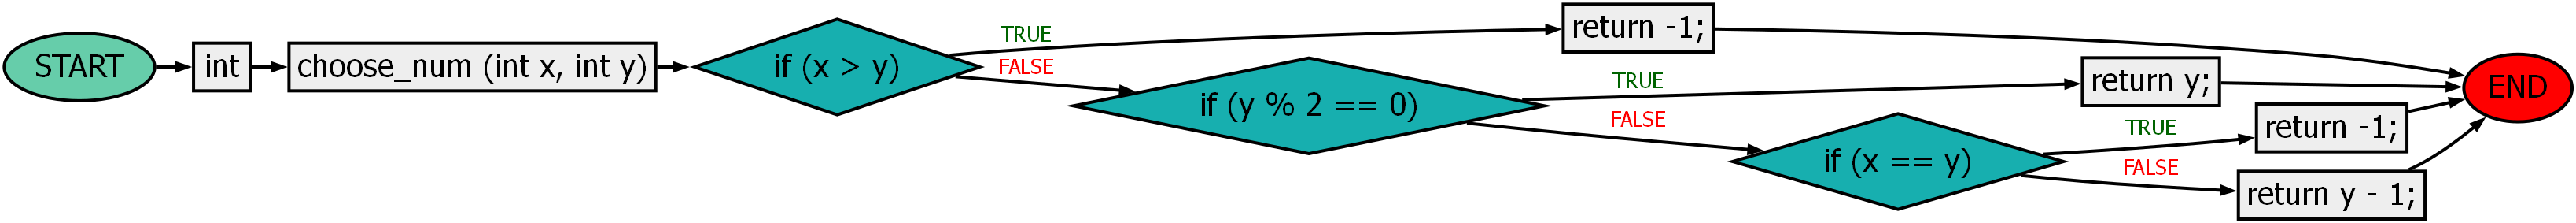 START
int
choose_num (int x, int y)
if (x > y)
TRUE
return -1;
FALSE
if (y % 2 == 0)
TRUE
return y;
FALSE
if (x == y)
TRUE
return -1;
FALSE
return y - 1;
END